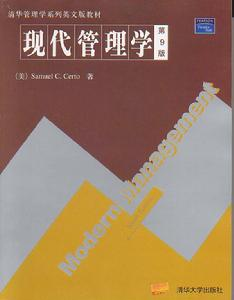 清华管理学系列英文版教材
PEARSON
现代管理学
第9版
(美) Samuel C. Certo 著
Modern Management
清华大学出版社